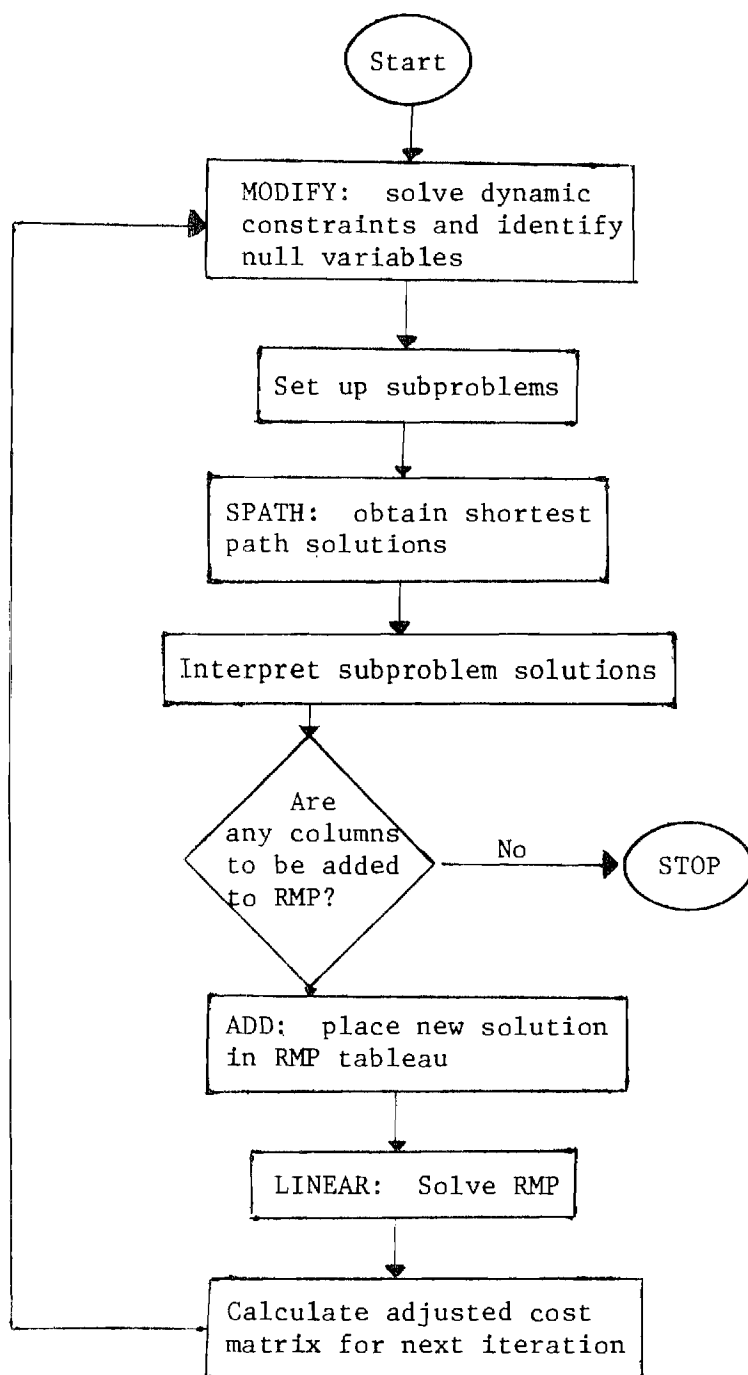 Start
MODIFY: solve dynamic
constraints and identify
null variables
Set up subproblems
SPATH: obtain shortest
path solutions
Interpret subproblem solutions
Are
any columns
to be added
to RMP?
No
STOP
ADD: place new solution
in RMP tableau
LINEAR: Solve RMP
Calculate adjusted cost
matrix for next iteration